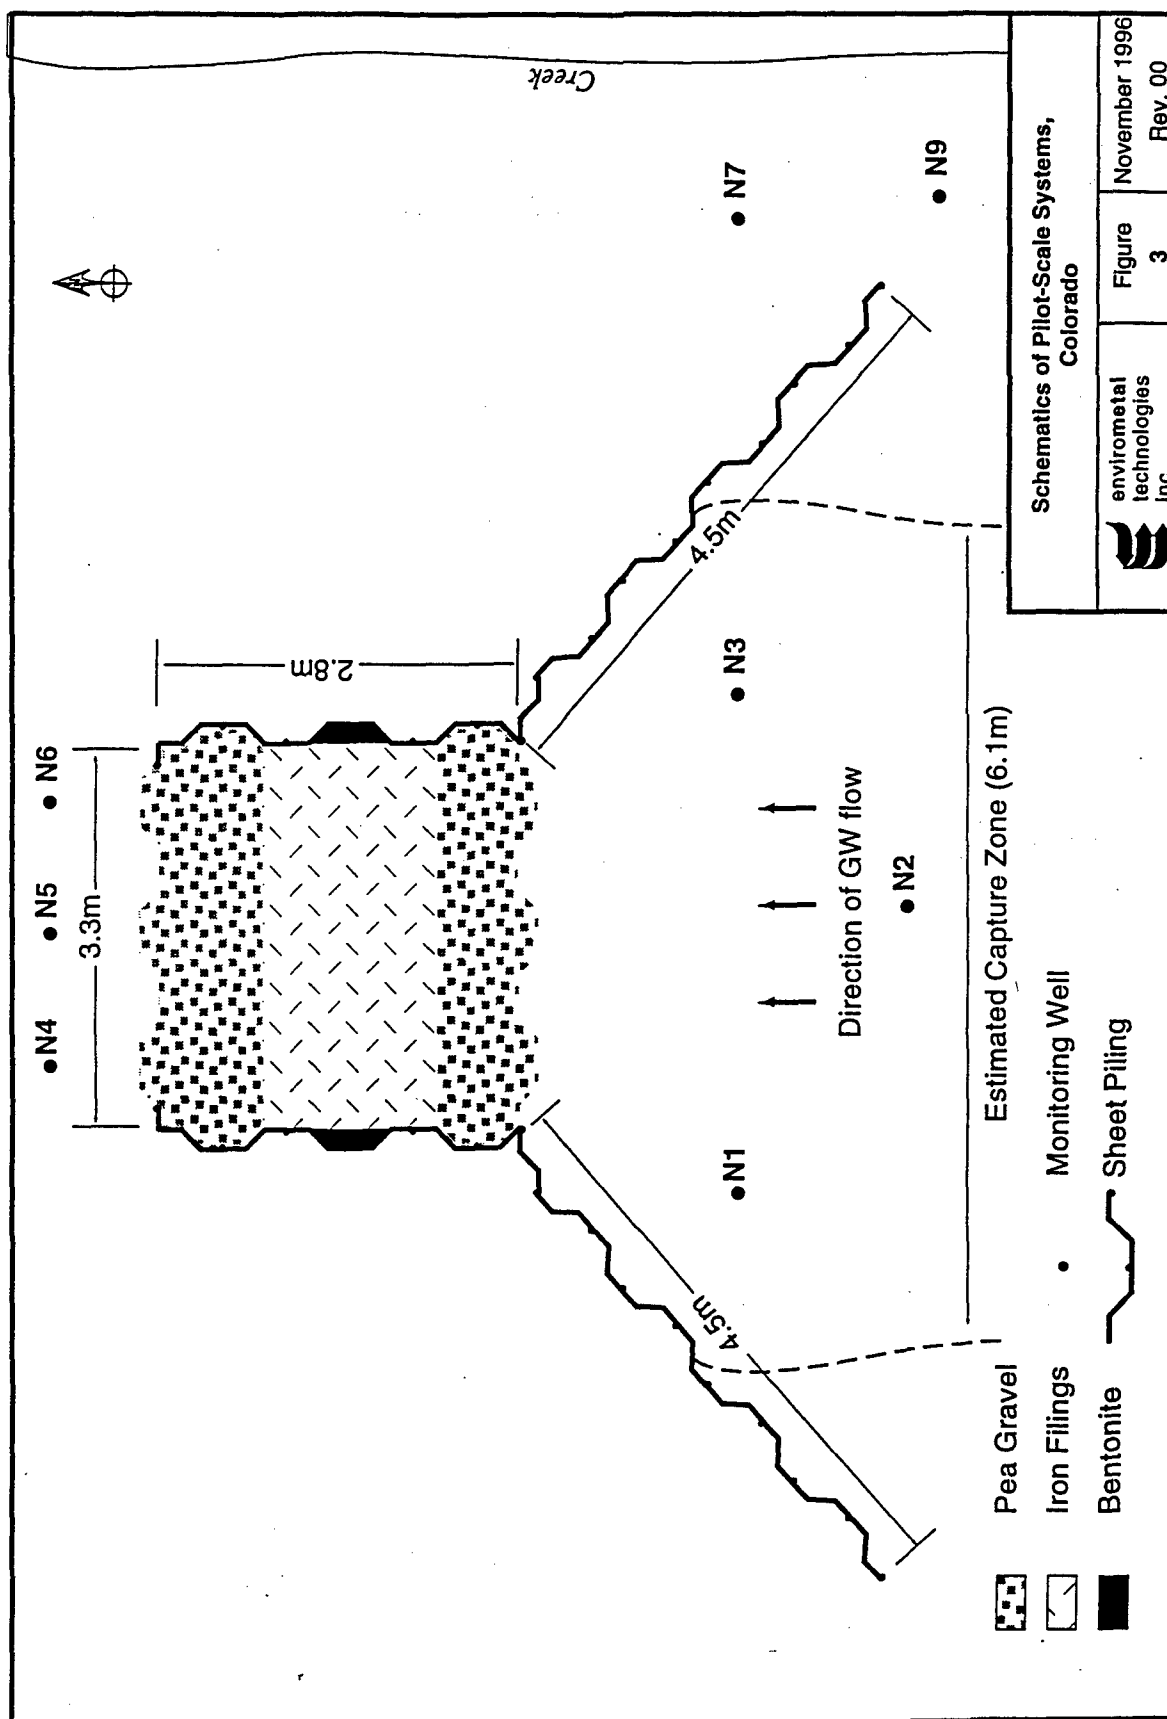 Creek
N7
N9
N6
N5
N4
3.3m
2.8m
4.5m
4.5m
N3
N2
N1
Direction of GW flow
Estimated Capture Zone (6.1m)
Pea Gravel
Iron Filings
Monitoring Well
Bentonite
Sheet Piling
Schematics of Pilot-Scale Systems,
Colorado
envirometal
technologies
Figure
3
November 1996
Rev. 00